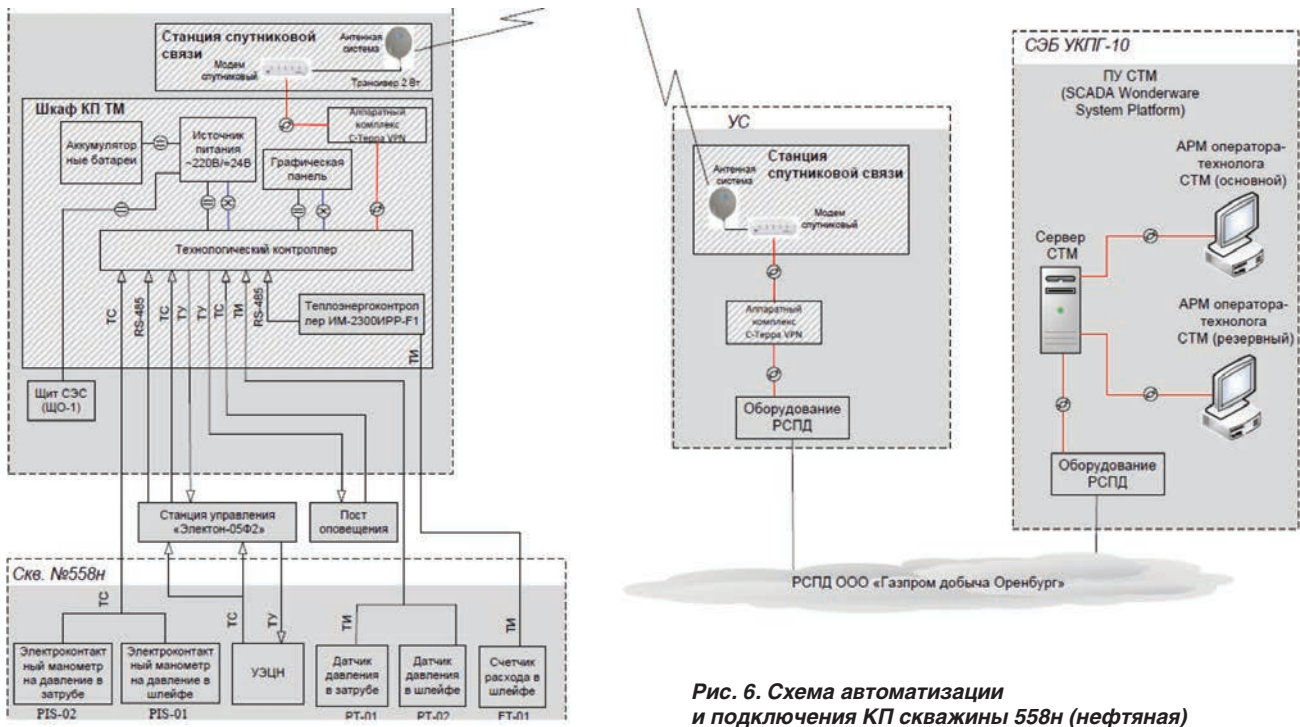 Станция спутниковой
связи
Антенная
система
Модем
спутниковый
Трансивер 2 Вт
Шкаф КП ТМ
Аппаратный
комплекс
С-Терра VPN
Аккумулятор
ные батареи
Источник
питания
~220В/=24В
Графическая
панель
Технологический контроллер
ТС
RS-485
ТС
ТУ
ТУ
ТС
ТИ
RS-485
Теплоэнергоконтрол
лер ИМ-2300ИРР-F1
ТИ
Щит СЭС
(ЩО-1)
Станция управления
«Электон-05Ф2»
Пост
оповещения
Скв. №558н
ТС
ТС
ТУ
ТИ
ТИ
Электроконтакт
ный манометр
на давление в
затрубе
Электроконтакт
ный манометр
на давление в
шлейфе
УЭЦН
Датчик
давления
в затрубе
Датчик
давления
в шлейфе
Счетчик
расхода в
шлейфе
PIS-02
PIS-01
PT-01
PT-02
FT-01
УС
Станция
спутниковой связи
Антенная
система
Модем
спутниковый
Аппаратный
комплекс
С-Терра VPN
Оборудование
РСПД
СЭБ УКПГ-10
ПУ СТМ
(SCADA Wonderware
System Platform)
АРМ оператора-
технолога
СТМ (основной)
Сервер
СТМ
АРМ оператора-
технолога
СТМ (резервный)
Оборудование
РСПД
РСПД ООО «Газпром добыча Оренбург»
Рис. 6. Схема автоматизации
и подключения КП скважины 558н (нефтяная)